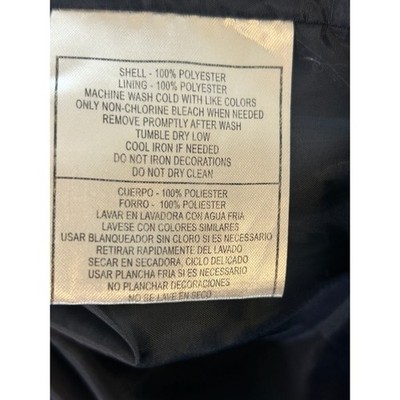 SHELL - 100% POLYESTER
LINING - 100% POLYESTER
MACHINE WASH COLD WITH LIKE COLORS
ONLY NON-CHLORINE BLEACH WHEN NEEDED
REMOVE PROMPTLY AFTER WASH
TUMBLE DRY LOW
COOL IRON IF NEEDED
DO NOT IRON DECORATIONS
DO NOT DRY CLEAN
CUERPO - 100% POLIESTER
FORRO - 100% POLIESTER
LAVAR EN LAVADORA CON AGUA FRIA
LAVESE CON COLORES SIMILARES
USAR BLANQUEADOR SIN CLORO SI ES NECESARIO
RETIRAR RAPIDAMENTE DEL LAVADO
SECAR EN SECADORA, CICLO DELICADO
USAR PLANCHA FRIA SI ES NECESARIO
NO PLANCHAR DECORACIONES
NO SE LAVE EN SECO